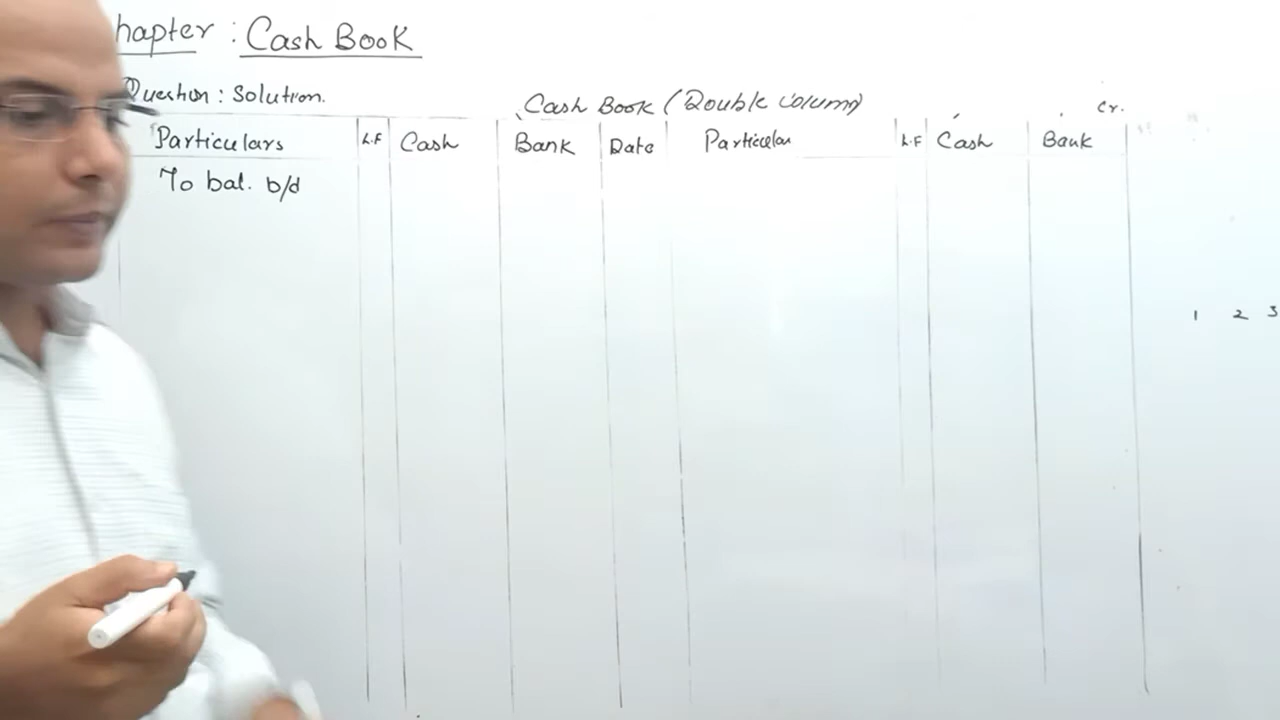 hapter : Cash Book
Question : Solution.
Cash Book (Double Column)
Cr.
Particulars L.F Cash Bank Date Particular L.F Cash Bank
To bal. b/d
1 2 3